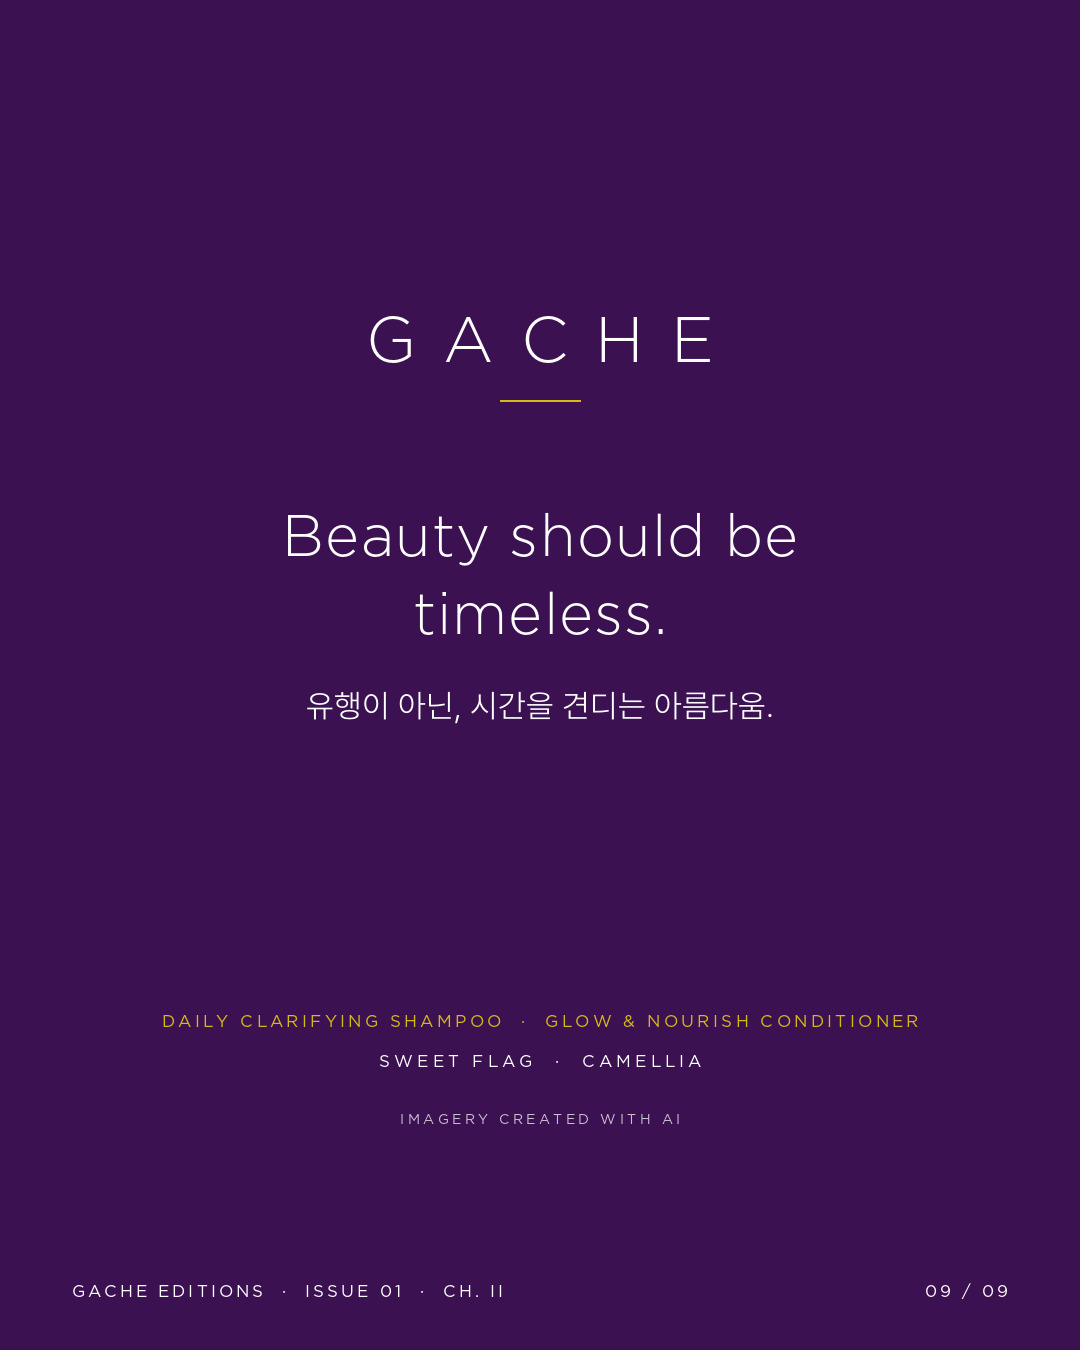 GACHE
Beauty should be
timeless.
유행이 아닌, 시간을 견디는 아름다움.
DAILY CLARIFYING SHAMPOO · GLOW & NOURISH CONDITIONER
SWEET FLAG · CAMELLIA
IMAGERY CREATED WITH AI
GACHE EDITIONS · ISSUE 01 · CH. II
09 / 09